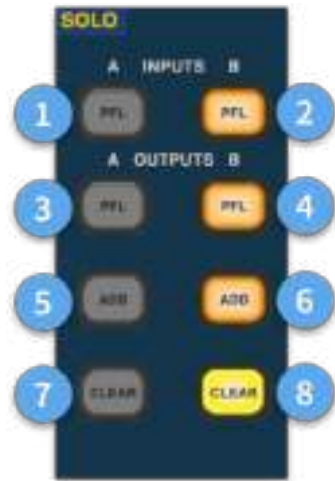 SOLO
A INPUTS B
1 PFL PFL 2
A OUTPUTS B
3 PFL PFL 4
5 ADD ADD 6
7 CLEAR CLEAR 8